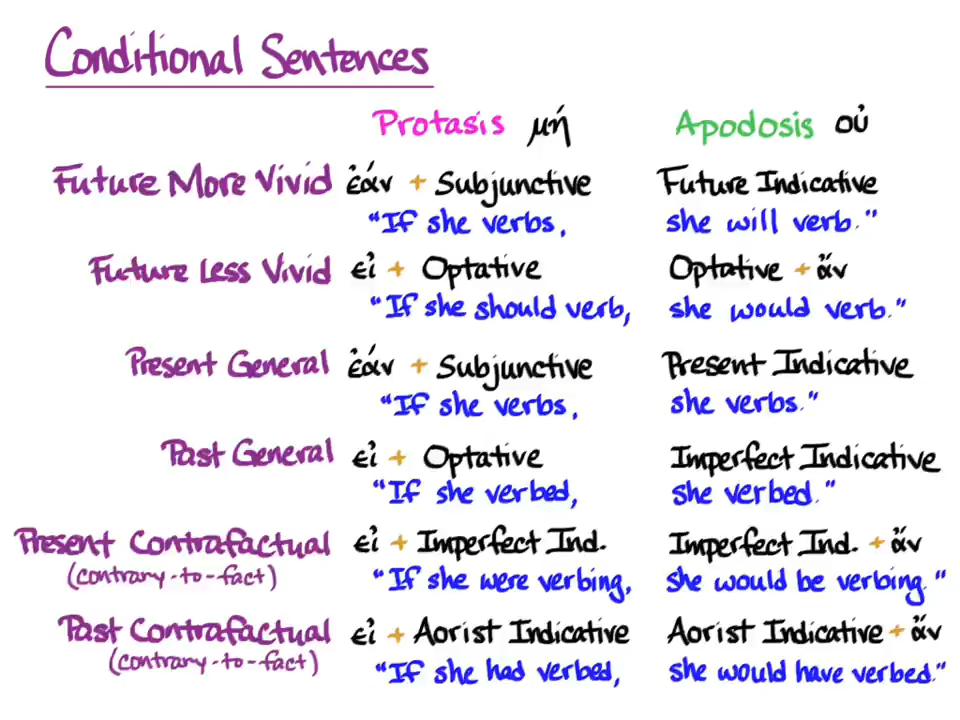 Conditional Sentences
Protasis μή Apodosis οὐ
Future More Vivid ἐάν + Subjunctive Future Indicative
"If she verbs, she will verb."
Future Less Vivid εἰ + Optative Optative + ἄν
"If she should verb, she would verb."
Present General ἐάν + Subjunctive Present Indicative
"If she verbs, she verbs."
Past General εἰ + Optative Imperfect Indicative
"If she verbed, she verbed."
Present Contrafactual εἰ + Imperfect Ind. Imperfect Ind. + ἄν
(contrary-to-fact) "If she were verbing, she would be verbing."
Past Contrafactual εἰ + Aorist Indicative Aorist Indicative + ἄν
(contrary-to-fact) "If she had verbed, she would have verbed."